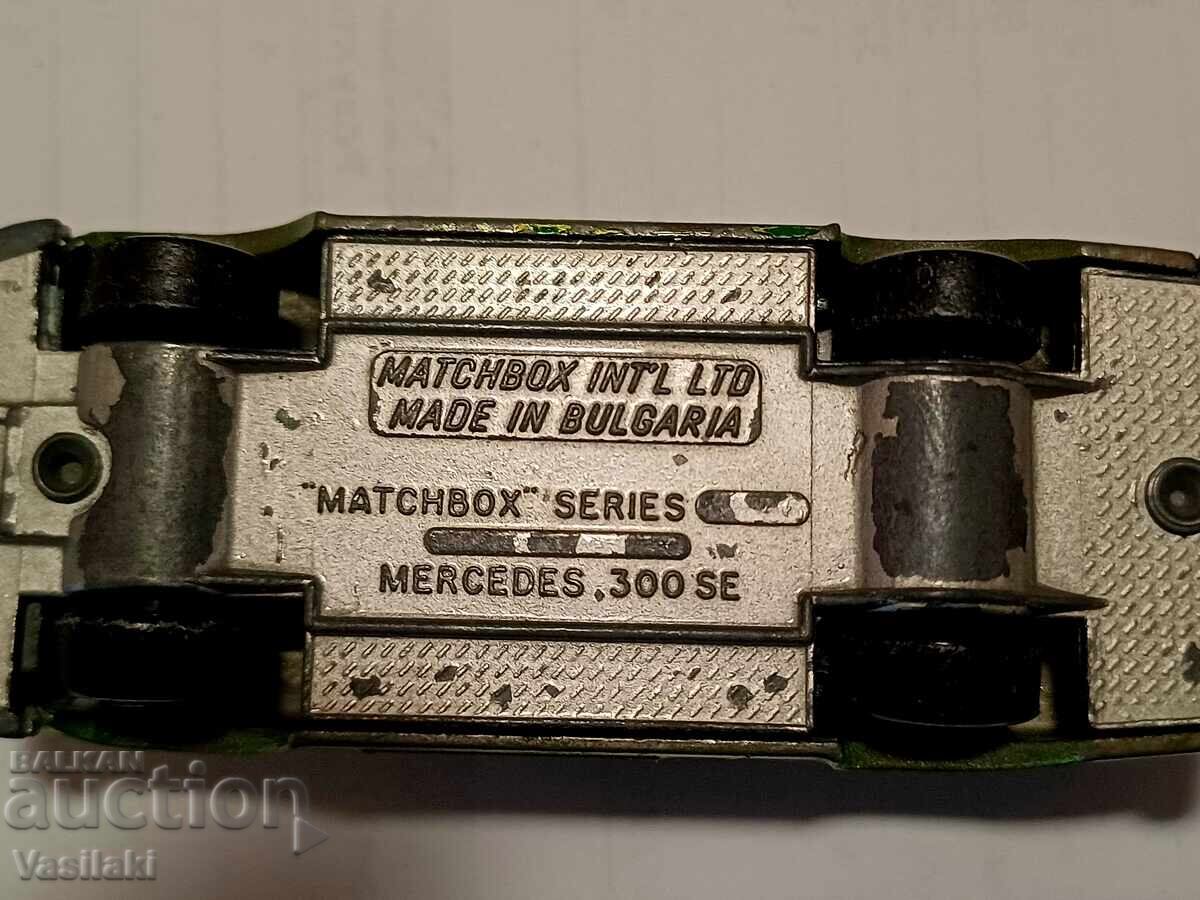 MATCHBOX INT'L LTD
MADE IN BULGARIA
"MATCHBOX" SERIES
MERCEDES .300 SE
BALKAN
auction
Vasilaki